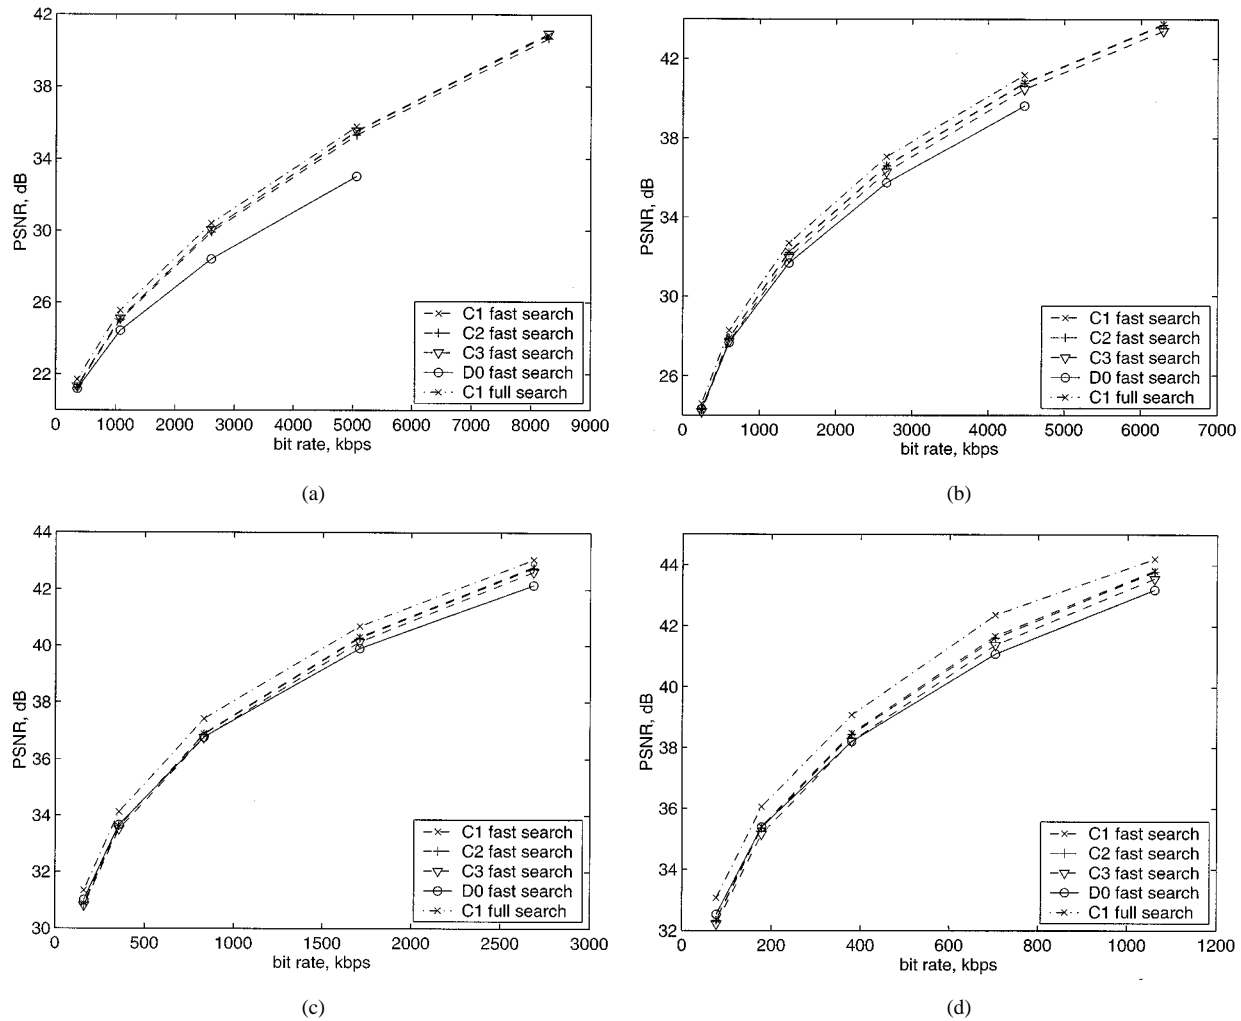 42
38
34
30
26
22
PSNR, dB
0 1000 2000 3000 4000 5000 6000 7000 8000 9000
bit rate, kbps
C1 fast search
C2 fast search
C3 fast search
D0 fast search
C1 full search
(a)
42
38
34
30
26
PSNR, dB
0 1000 2000 3000 4000 5000 6000 7000
bit rate, kbps
C1 fast search
C2 fast search
C3 fast search
D0 fast search
C1 full search
(b)
44
42
40
38
36
34
32
30
PSNR, dB
0 500 1000 1500 2000 2500 3000
bit rate, kbps
C1 fast search
C2 fast search
C3 fast search
D0 fast search
C1 full search
(c)
44
42
40
38
36
34
32
PSNR, dB
0 200 400 600 800 1000 1200
bit rate, kbps
C1 fast search
C2 fast search
C3 fast search
D0 fast search
C1 full search
(d)